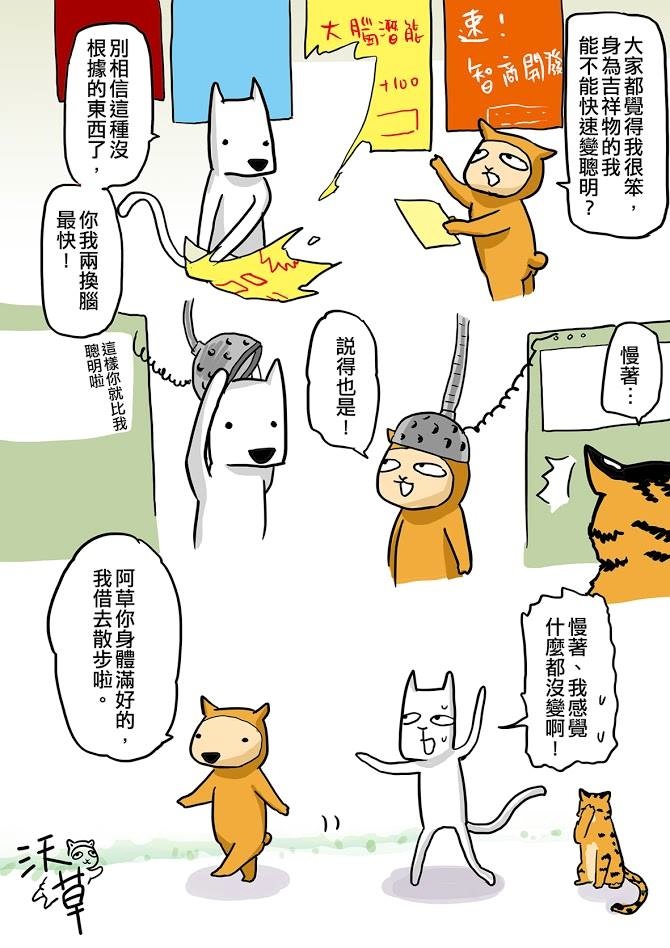 大家都覺得我很笨，
身為吉祥物的我
能不能快速變聰明？
速！
智商開發
大腦潛能
+100
別相信這種沒
根據的東西了，
你我兩換腦
最快！
慢著…
說得也是！
這樣你就比我
聰明啦
慢著、我感覺
什麼都沒變啊！
阿草你身體滿好的，
我借去散步啦。
沃草